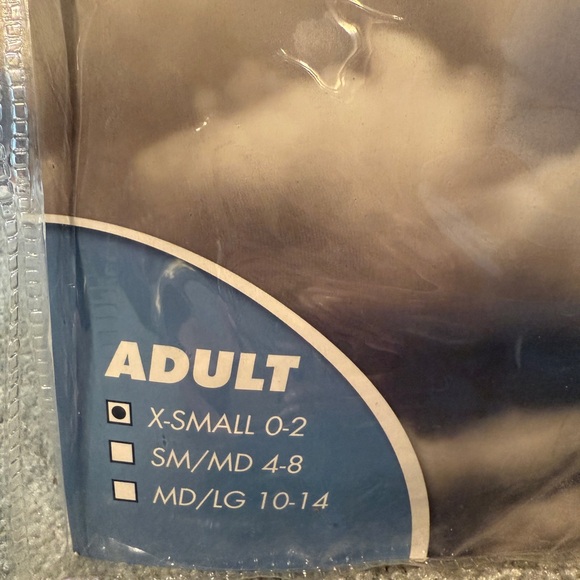 ADULT
X-SMALL 0-2
SM/MD 4-8
MD/LG 10-14